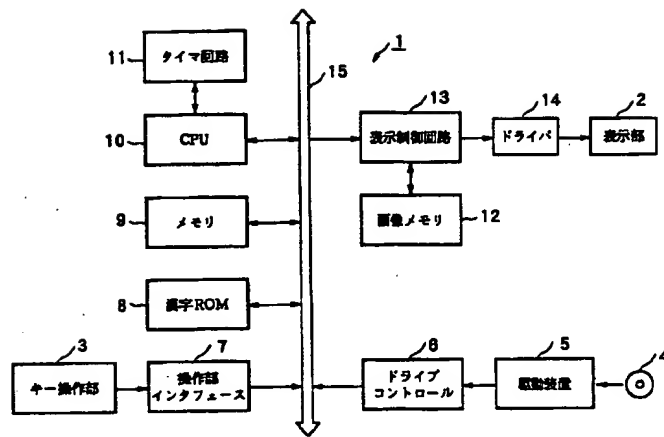 11
タイマ回路
15
1
13
14
2
10
CPU
表示制御回路
ドライバ
表示部
9
メモリ
画像メモリ
12
8
漢字ROM
3
7
6
5
4
キー操作部
操作部
インタフェース
ドライブ
コントロール
駆動装置